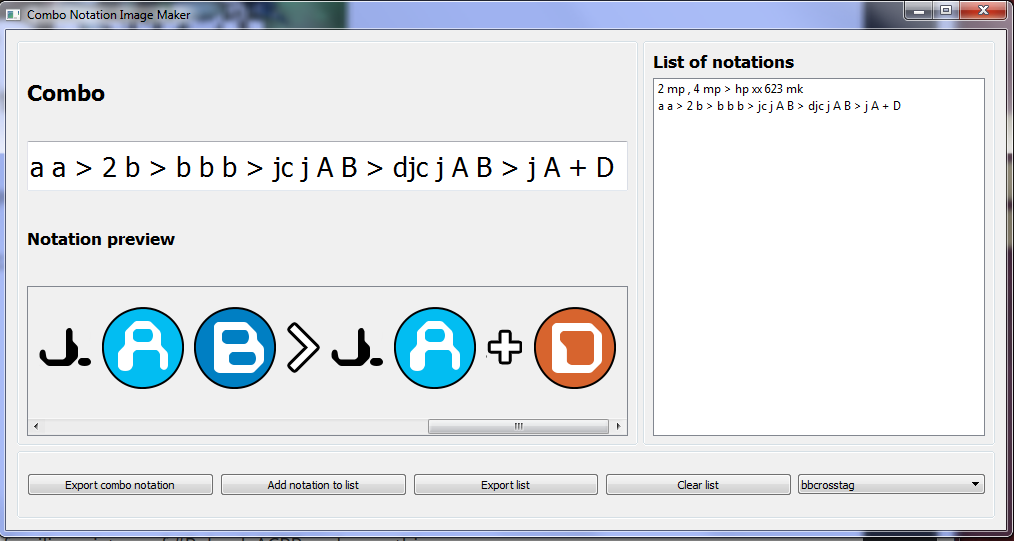 Combo Notation Image Maker
Combo
a a > 2 b > b b b > jc j A B > djc j A B > j A + D
Notation preview
J. A B > J. A + D
List of notations
2 mp , 4 mp > hp xx 623 mk
a a > 2 b > b b b > jc j A B > djc j A B > j A + D
Export combo notation
Add notation to list
Export list
Clear list
bbcrosstag